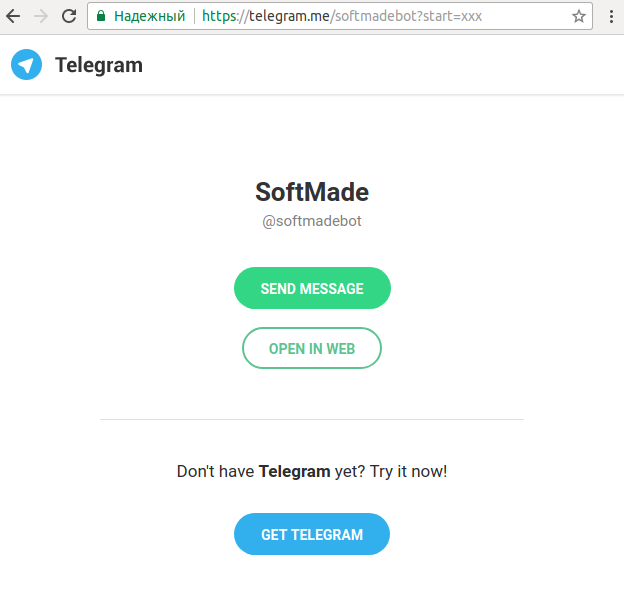 Надежный https://telegram.me/softmadebot?start=xxx
Telegram
SoftMade
@softmadebot
SEND MESSAGE
OPEN IN WEB
Don't have Telegram yet? Try it now!
GET TELEGRAM